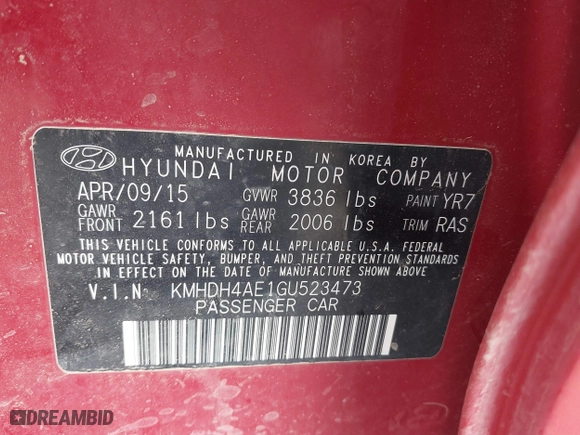 MANUFACTURED IN KOREA BY
HYUNDAI MOTOR COMPANY
APR/09/15 GVWR 3836 lbs PAINT YR7
GAWR FRONT 2161 lbs GAWR REAR 2006 lbs TRIM RAS
THIS VEHICLE CONFORMS TO ALL APPLICABLE U.S.A. FEDERAL
MOTOR VEHICLE SAFETY, BUMPER, AND THEFT PREVENTION STANDARDS
IN EFFECT ON THE DATE OF MANUFACTURE SHOWN ABOVE.
V.I.N: KMHDH4AE1GU523473
PASSENGER CAR
DREAMBID